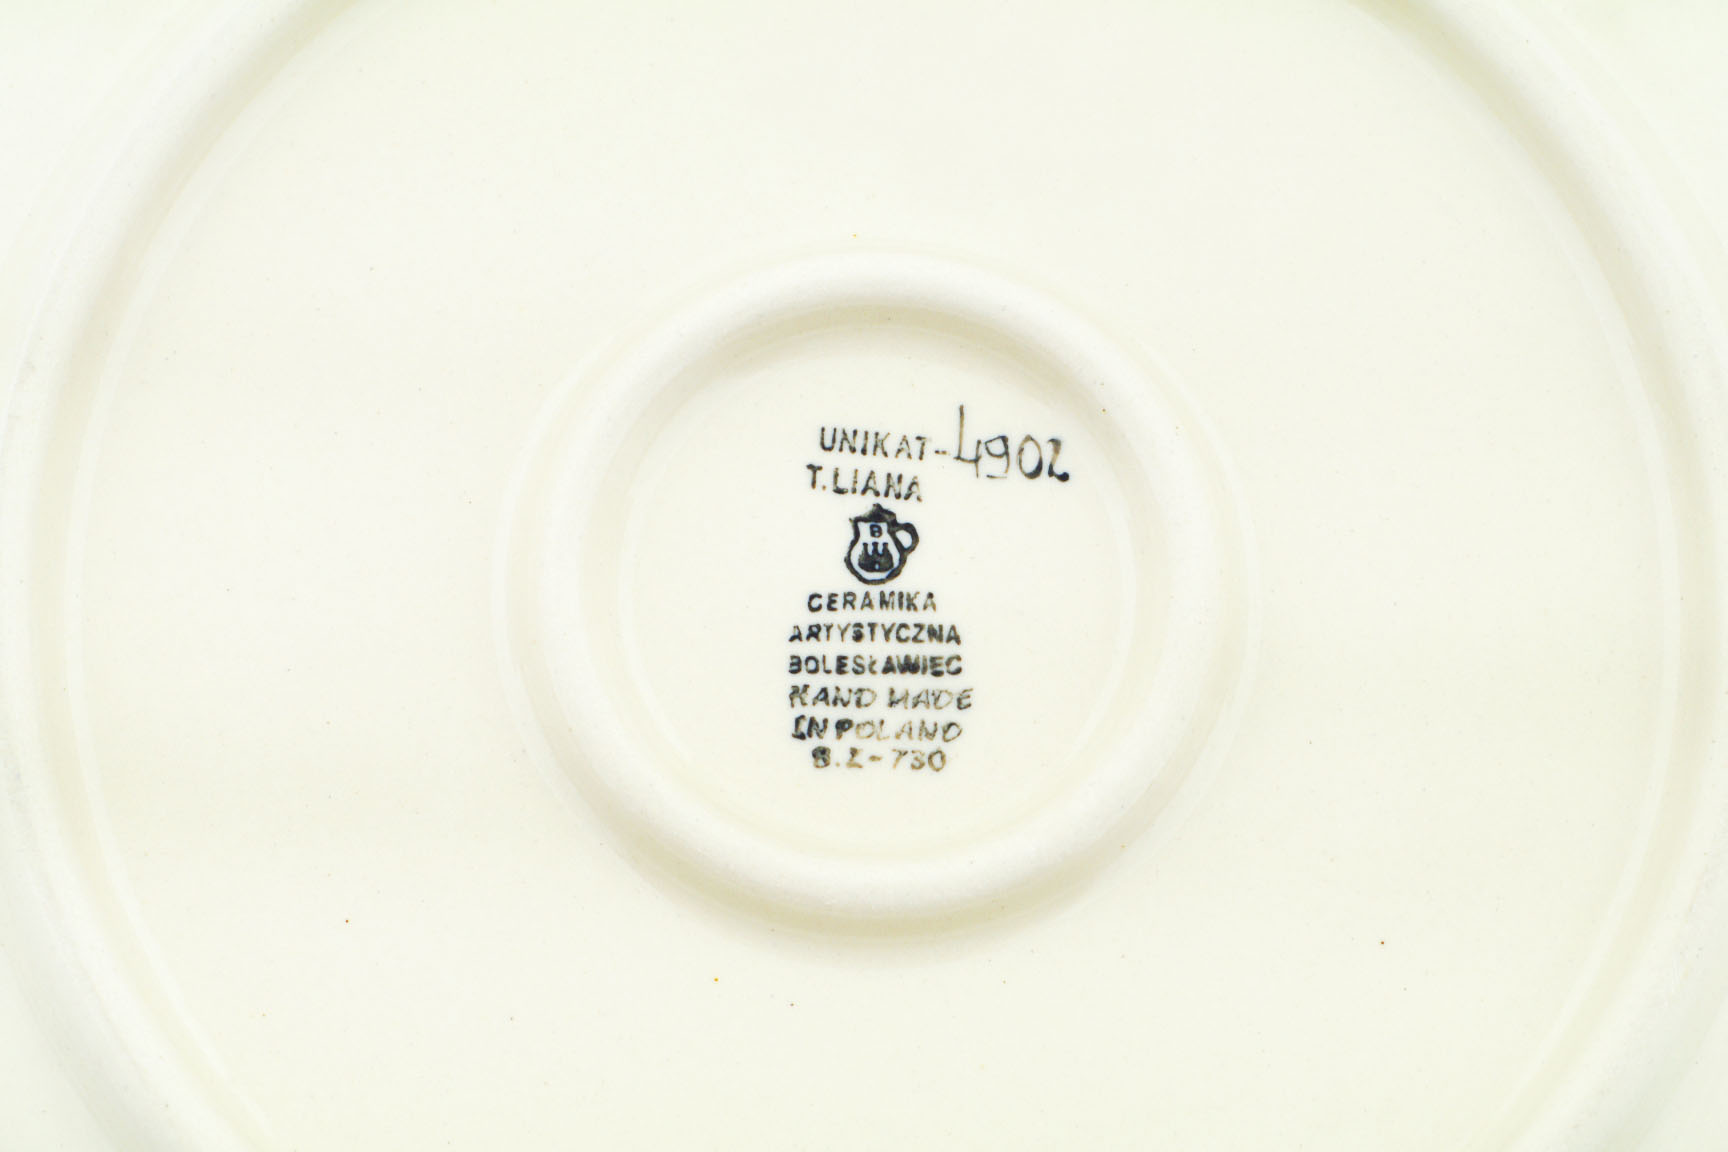 UNIKAT-4902
T.LIANA
B
CERAMIKA
ARTYSTYCZNA
BOLESŁAWIEC
HAND MADE
IN POLAND
S.Z-730